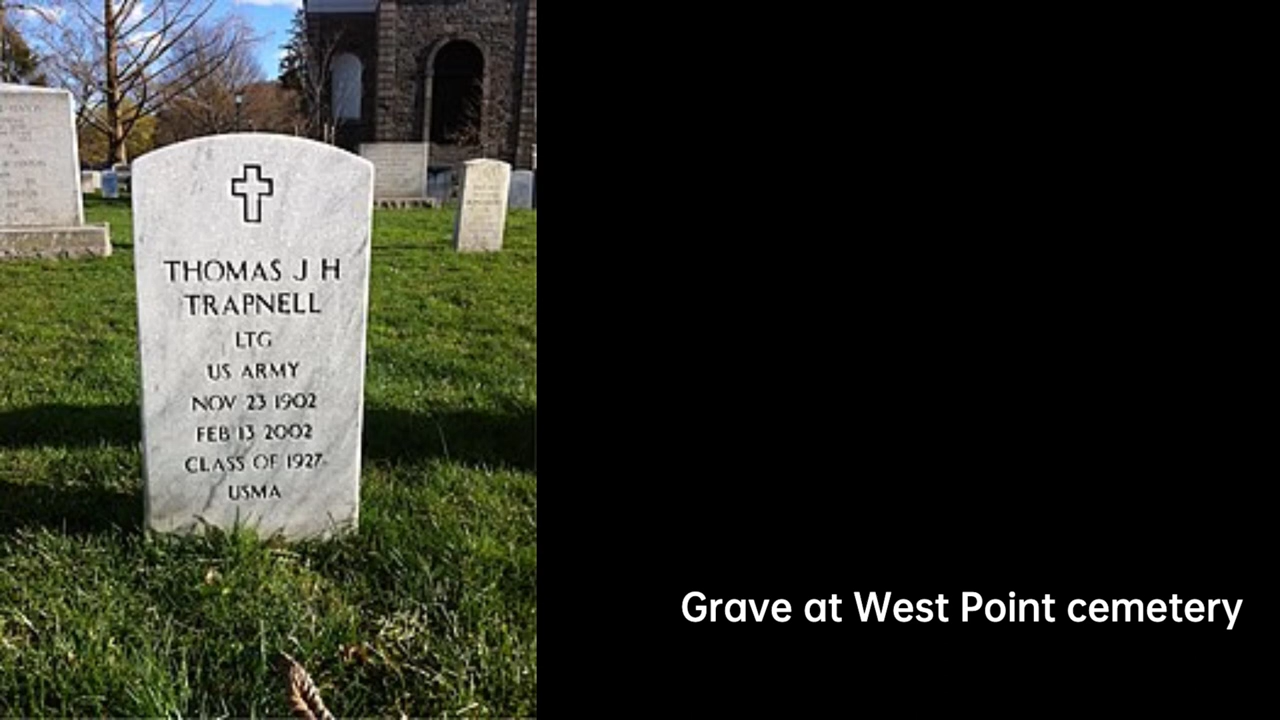 THOMAS J H
TRAPNELL
LTG
US ARMY
NOV 23 1902
FEB 13 2002
CLASS OF 1927
USMA
Grave at West Point cemetery